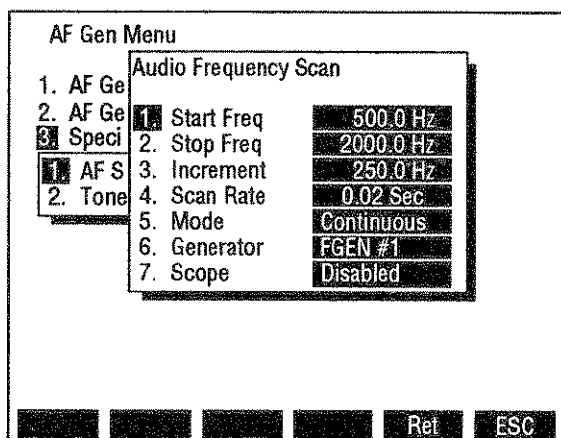 AF Gen Menu
1. AF Ge
2. AF Ge
3. Speci
1. AF S
2. Tone
Audio Frequency Scan
1. Start Freq 500.0 Hz
2. Stop Freq 2000.0 Hz
3. Increment 250.0 Hz
4. Scan Rate 0.02 Sec
5. Mode Continuous
6. Generator FGEN #1
7. Scope Disabled
Ret ESC